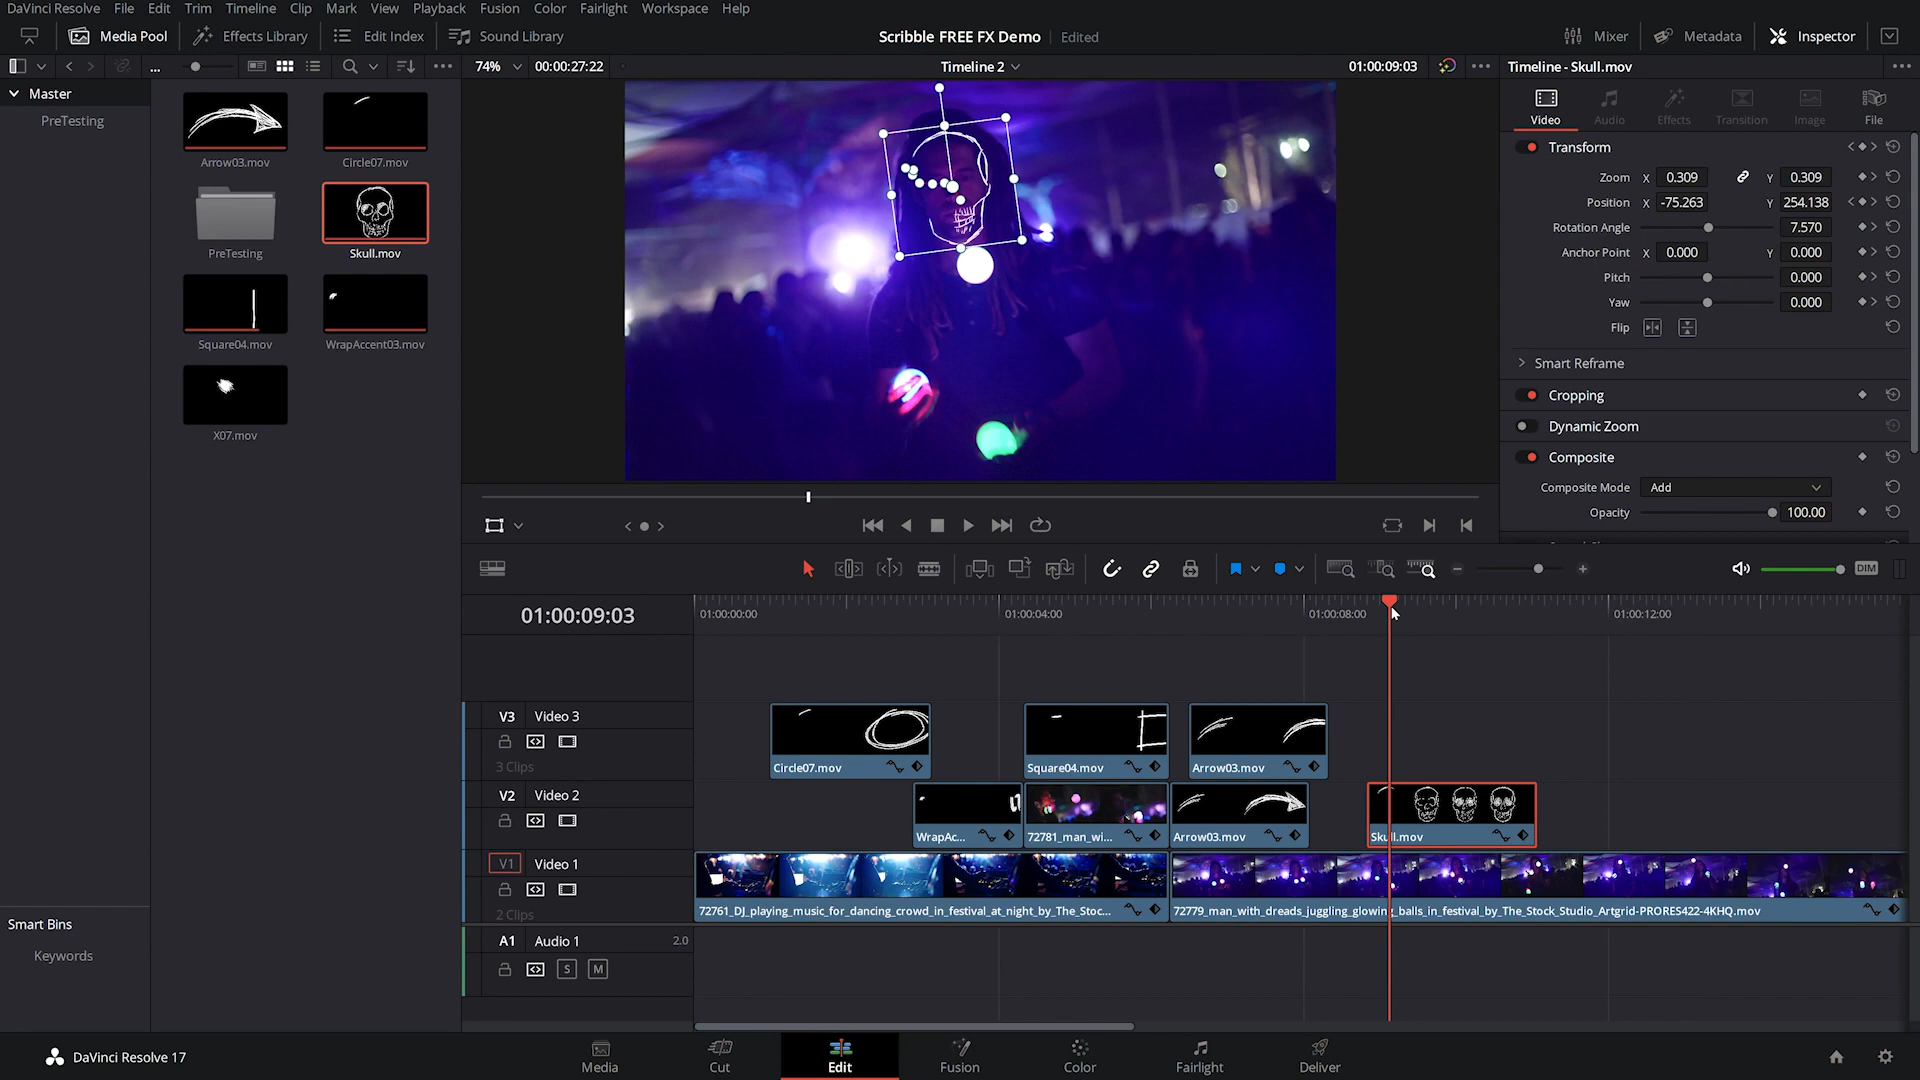 DaVinci Resolve File Edit Trim Timeline Clip Mark View Playback Fusion Color Fairlight Workspace Help
Media Pool Effects Library Edit Index Sound Library Scribble FREE FX Demo Edited Mixer Metadata Inspector
... 74% 00:00:27:22 Timeline 2 01:00:09:03 Timeline - Skull.mov
Master
PreTesting
Arrow03.mov Circle07.mov
PreTesting Skull.mov
Square04.mov WrapAccent03.mov
X07.mov
Smart Bins
Keywords
Video Audio Effects Transition Image File
Transform
Zoom X 0.309 Y 0.309
Position X -75.263 Y 254.138
Rotation Angle 7.570
Anchor Point X 0.000 Y 0.000
Pitch 0.000
Yaw 0.000
Flip
Smart Reframe
Cropping
Dynamic Zoom
Composite
Composite Mode Add
Opacity 100.00
DIM
01:00:09:03 01:00:00:00 01:00:04:00 01:00:08:00 01:00:12:00
V3 Video 3
3 Clips
Circle07.mov Square04.mov Arrow03.mov
V2 Video 2
WrapAc... 72781_man_wi... Arrow03.mov Skull.mov
V1 Video 1
2 Clips
72761_DJ_playing_music_for_dancing_crowd_in_festival_at_night_by_The_Stoc... 72779_man_with_dreads_juggling_glowing_balls_in_festival_by_The_Stock_Studio_Artgrid-PRORES422-4KHQ.mov
A1 Audio 1 2.0
S M
DaVinci Resolve 17 Media Cut Edit Fusion Color Fairlight Deliver